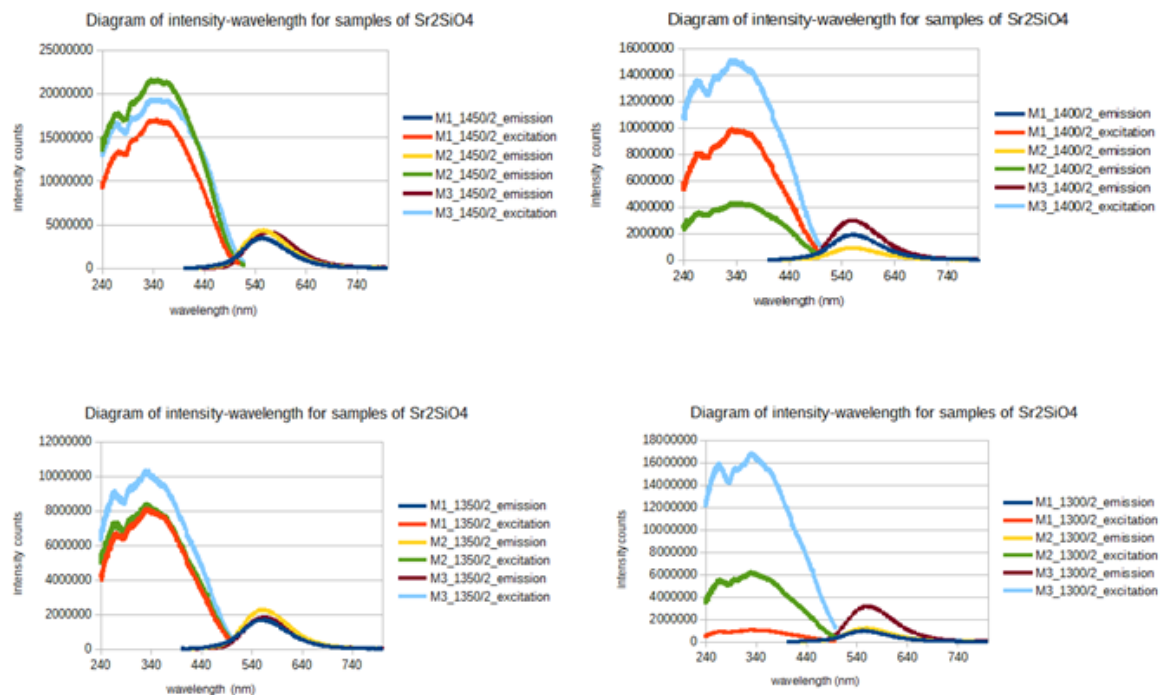 Diagram of intensity-wavelength for samples of Sr2SiO4
25000000
20000000
15000000
10000000
5000000
0
240 340 440 540 640 740
intensity counts
wavelength (nm)
M1_1450/2_emission
M1_1450/2_excitation
M2_1450/2_emission
M2_1450/2_emission
M3_1450/2_emission
M3_1450/2_excitation
Diagram of intensity-wavelength for samples of Sr2SiO4
16000000
14000000
12000000
10000000
8000000
6000000
4000000
2000000
0
240 340 440 540 640 740
intensity counts
wavelength (nm)
M1_1400/2_emission
M1_1400/2_excitation
M2_1400/2_emission
M2_1400/2_emission
M3_1400/2_emission
M3_1400/2_excitation
Diagram of intensity-wavelength for samples of Sr2SiO4
12000000
10000000
8000000
6000000
4000000
2000000
0
240 340 440 540 640 740
intensity counts
wavelength (nm)
M1_1350/2_emission
M1_1350/2_excitation
M2_1350/2_emission
M2_1350/2_excitation
M3_1350/2_emission
M3_1350/2_excitation
Diagram of intensity-wavelength for samples of Sr2SiO4
18000000
16000000
14000000
12000000
10000000
8000000
6000000
4000000
2000000
0
240 340 440 540 640 740
intensity counts
wavelength (nm)
M1_1300/2_emission
M1_1300/2_excitation
M2_1300/2_emission
M2_1300/2_excitation
M3_1300/2_emission
M3_1300/2_excitation